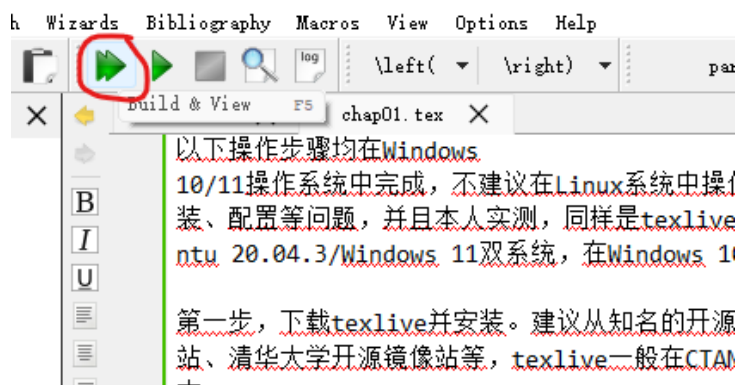 Wizards Bibliography Macros View Options Help
log \left( \right)
Build & View F5 chap01.tex
以下操作步骤均在Windows
10/11操作系统中完成，不建议在Linux系统中操
B
装、配置等问题，并且本人实测，同样是texlive
I
ntu 20.04.3/Windows 11双系统，在Windows
U
第一步，下载texlive并安装。建议从知名的开源
站、清华大学开源镜像站等，texlive一般在CTAN